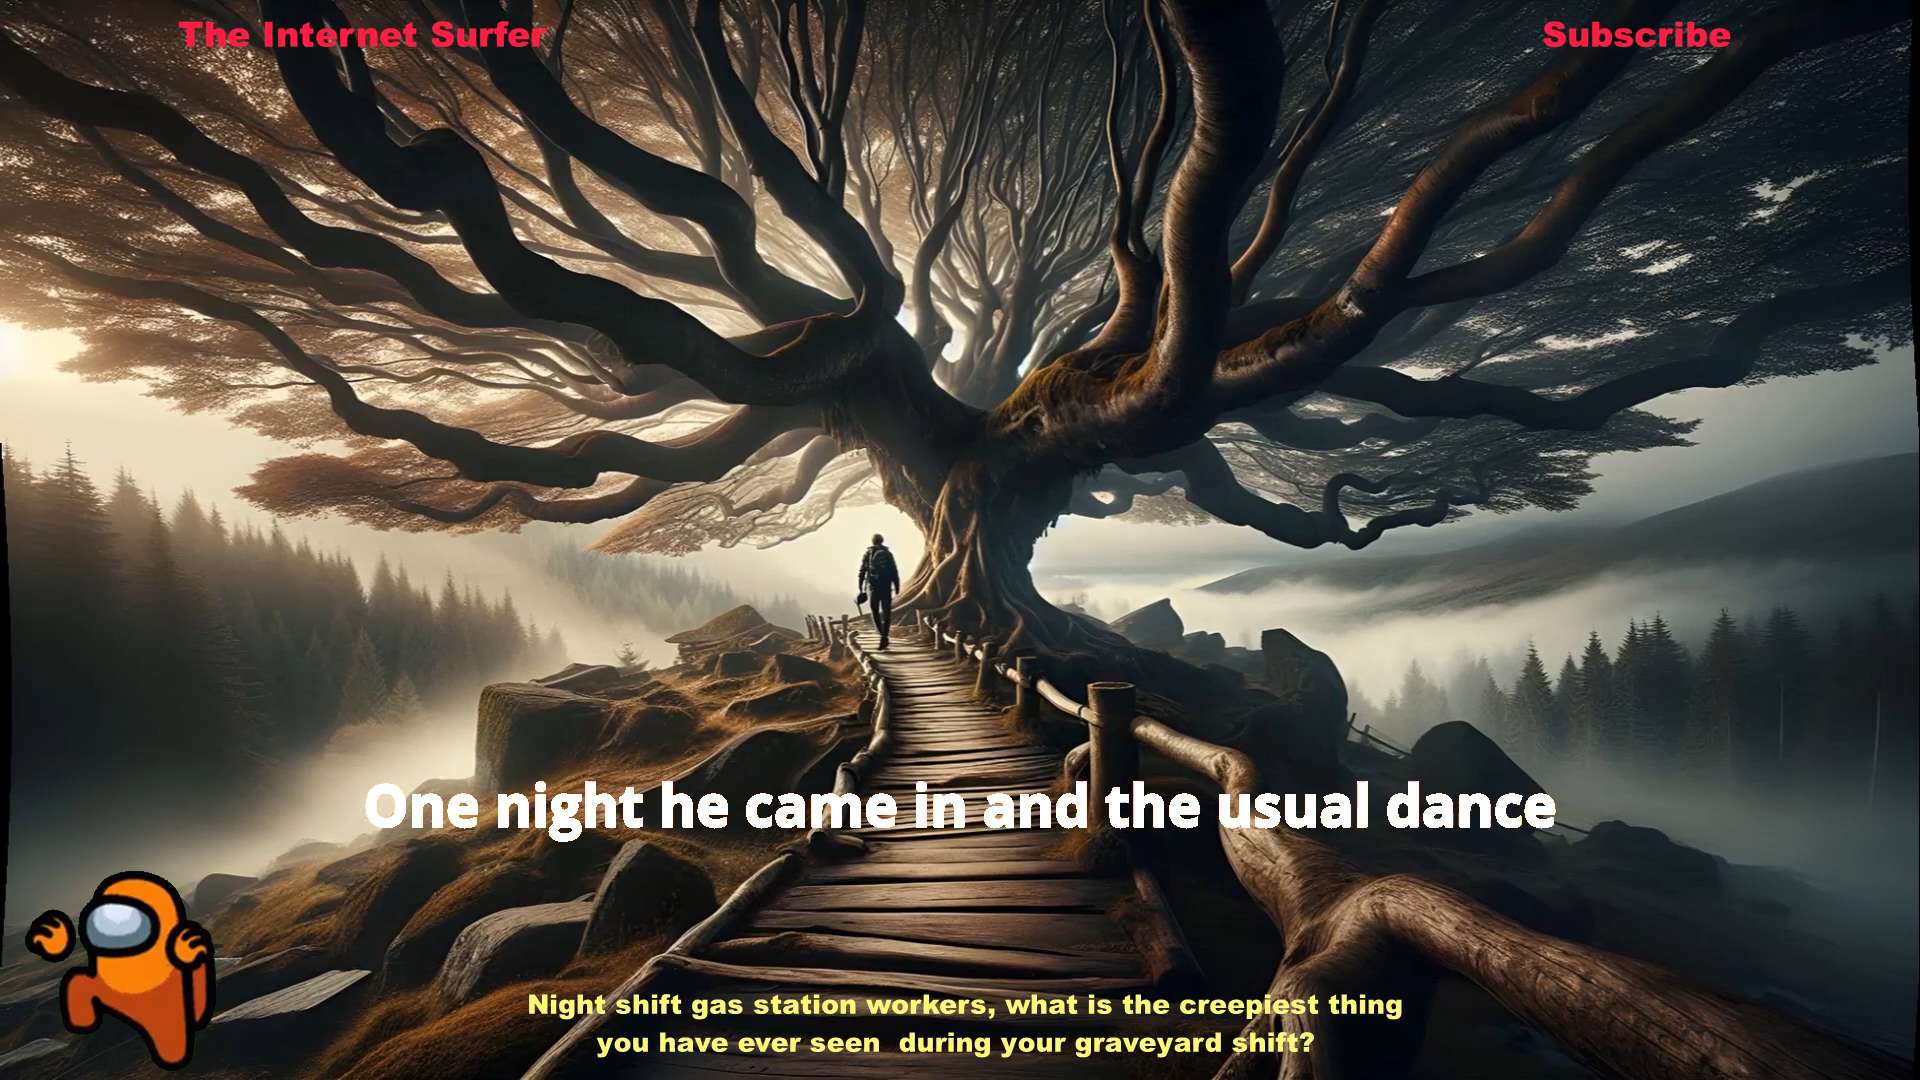 The Internet Surfer
Subscribe
One night he came in and the usual dance
Night shift gas station workers, what is the creepiest thing
you have ever seen  during your graveyard shift?